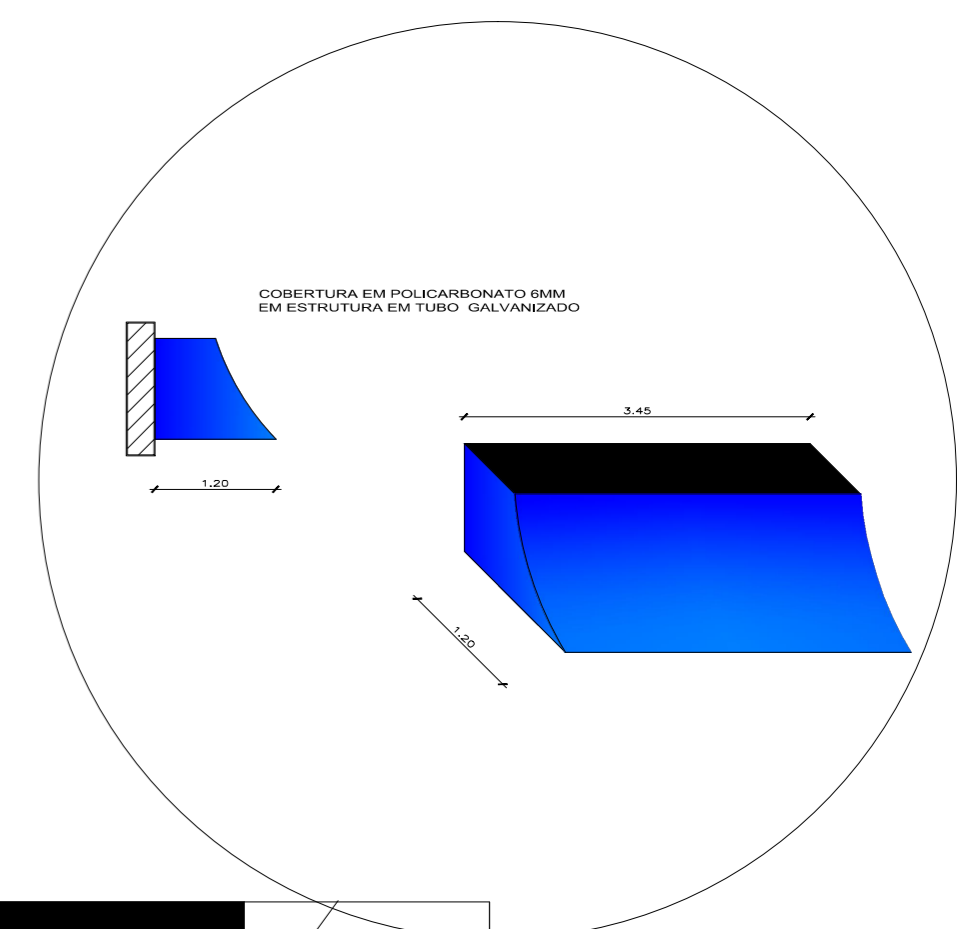 COBERTURA EM POLICARBONATO 6MM
EM ESTRUTURA EM TUBO GALVANIZADO
3.45
1.20
1.20